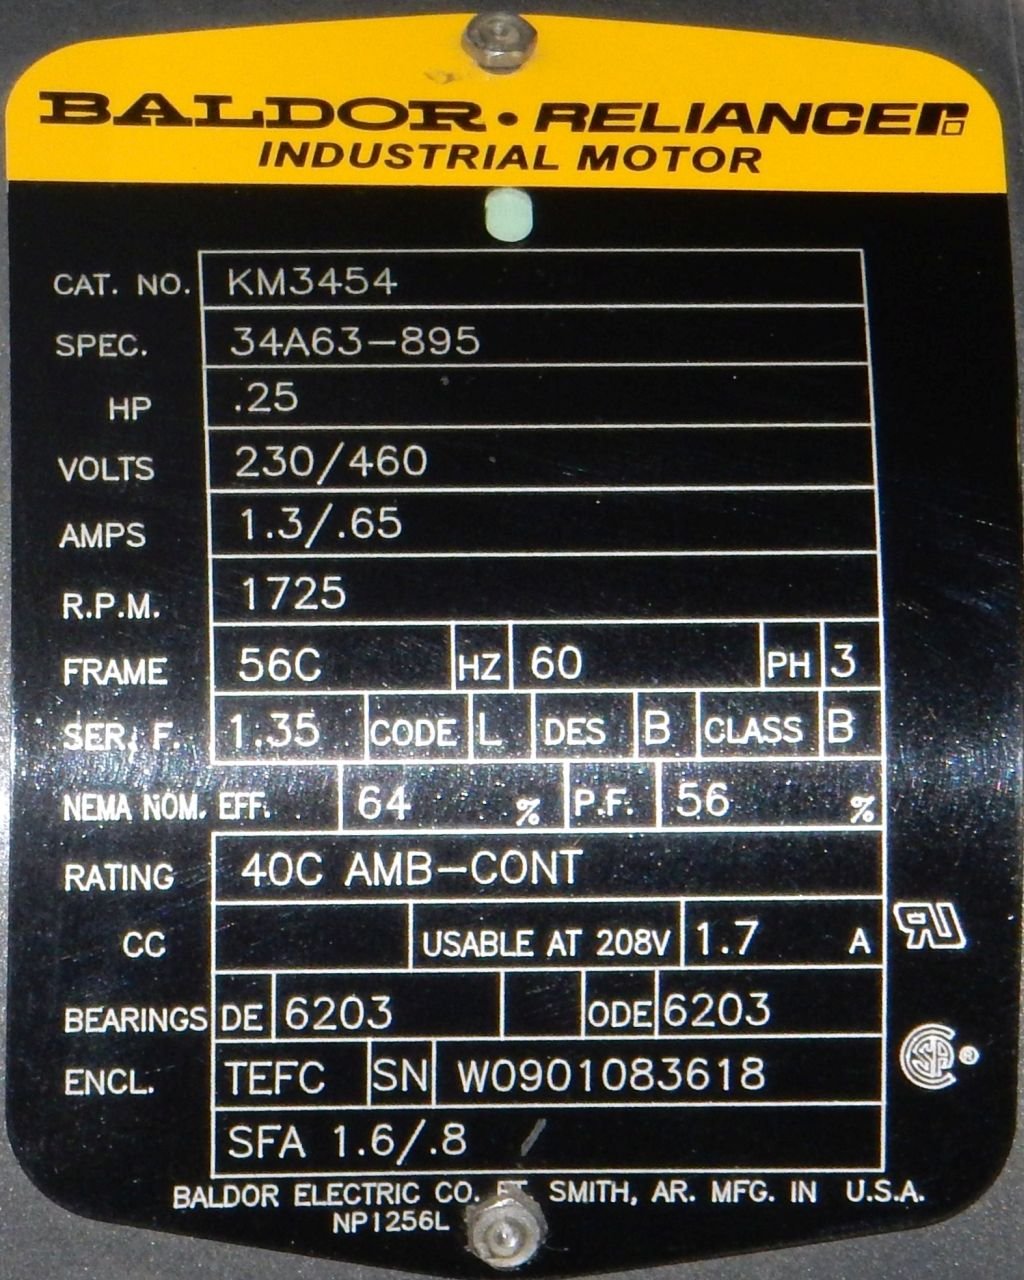 BALDOR • RELIANCE
INDUSTRIAL MOTOR
CAT. NO. KM3454
SPEC. 34A63-895
HP .25
VOLTS 230/460
AMPS 1.3/.65
R.P.M. 1725
FRAME 56C HZ 60 PH 3
SER. F. 1.35 CODE L DES B CLASS B
NEMA NOM. EFF. 64 % P.F. 56 %
RATING 40C AMB-CONT
CC USABLE AT 208V 1.7 A
BEARINGS DE 6203 ODE 6203
ENCL. TEFC SN W0901083618
SFA 1.6/.8
BALDOR ELECTRIC CO. FT. SMITH, AR. MFG. IN U.S.A.
NP1256L